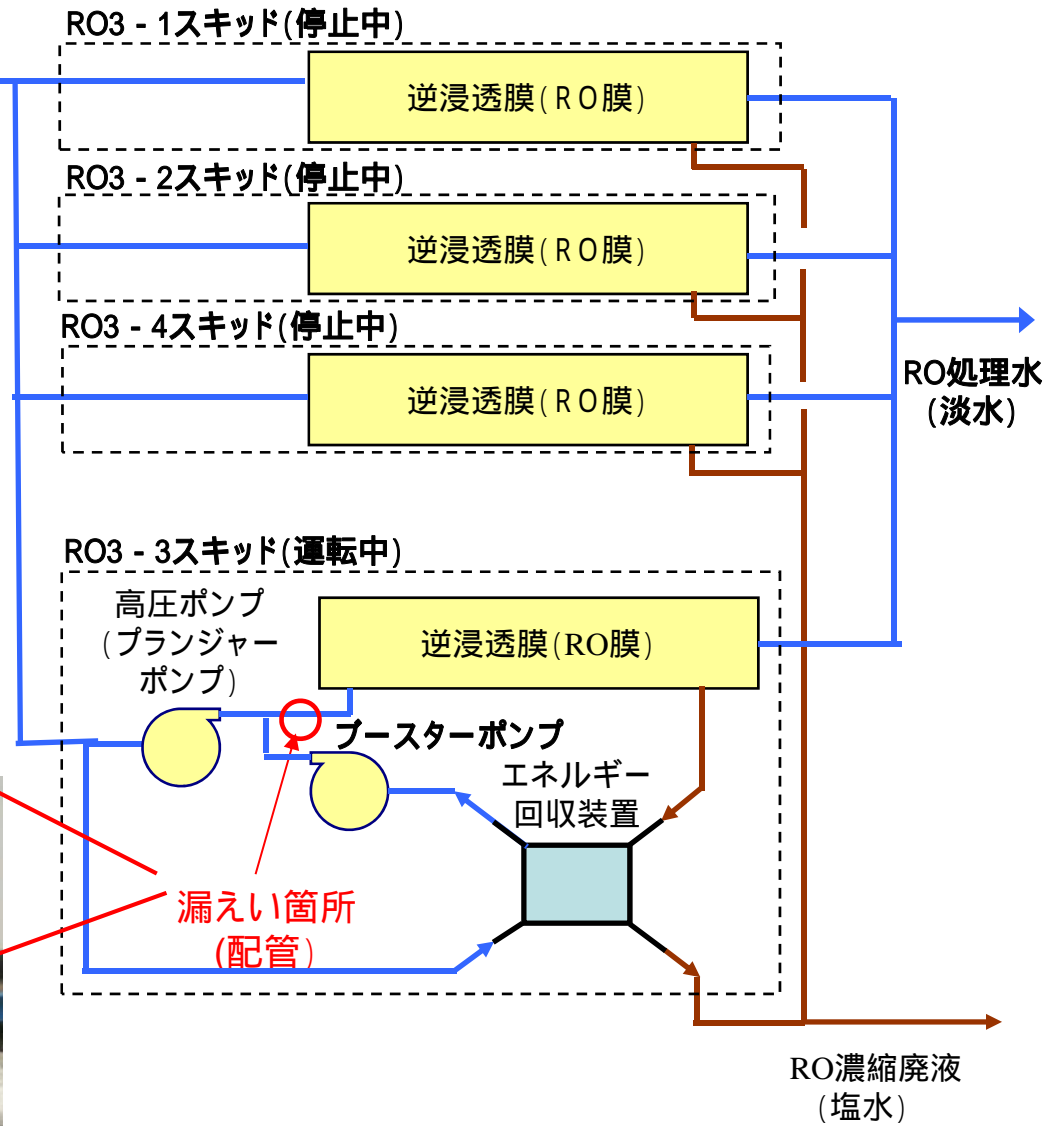 RO3‐1スキッド(停止中)
逆浸透膜(RO膜)
RO3‐2スキッド(停止中)
逆浸透膜(RO膜)
RO3‐4スキッド(停止中)
逆浸透膜(RO膜)
RO処理水
(淡水)
RO3‐3スキッド(運転中)
高圧ポンプ
(プランジャー
ポンプ)
逆浸透膜(RO膜)
ブースターポンプ
エネルギー
回収装置
漏えい箇所
(配管)
RO濃縮廃液
(塩水)